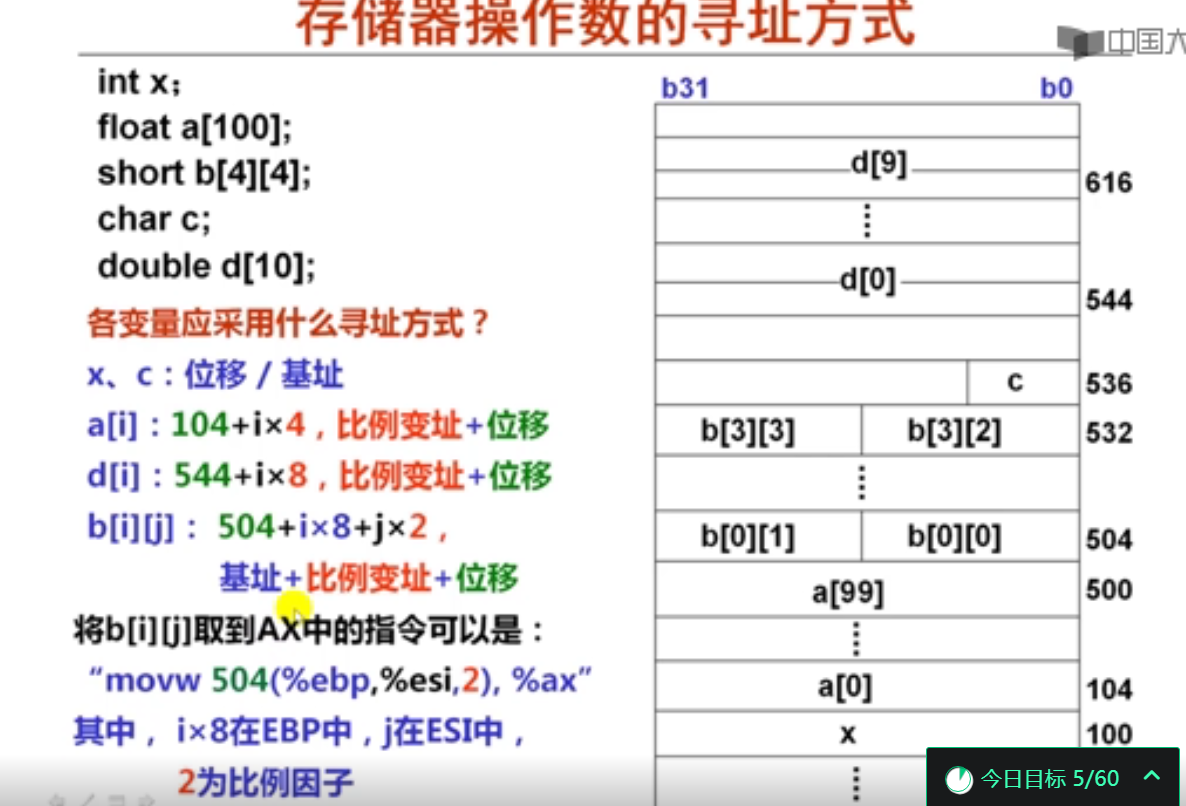 存储器操作数的寻址方式
中国大
int x;
float a[100];
short b[4][4];
char c;
double d[10];
各变量应采用什么寻址方式？
x、c：位移 / 基址
a[i]：104+i×4，比例变址+位移
d[i]：544+i×8，比例变址+位移
b[i][j]： 504+i×8+j×2，
基址+比例变址+位移
将b[i][j]取到AX中的指令可以是：
“movw 504(%ebp,%esi,2), %ax”
其中， i×8在EBP中，j在ESI中，
2为比例因子
b31 b0
d[9]
616
d[0]
544
c 536
b[3][3] b[3][2] 532
b[0][1] b[0][0] 504
a[99] 500
a[0] 104
x 100
今日目标 5/60